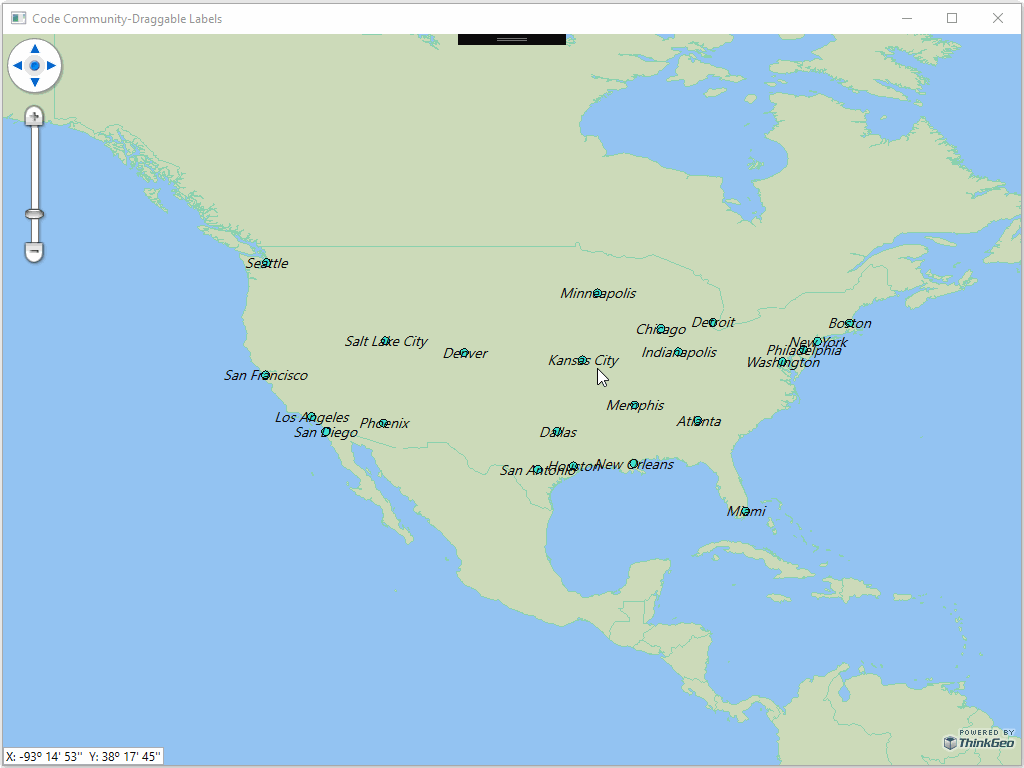 Code Community-Draggable Labels
Seattle
Minneapolis
Detroit
Boston
Chicago
Salt Lake City
New York
Denver
Indianapolis
Philadelphia
Kansas City
Washington
San Francisco
Memphis
Los Angeles
Phoenix
Atlanta
San Diego
Dallas
San Antonio
Houston
New Orleans
Miami
POWERED BY
ThinkGeo
X: -93º 14' 53'' Y: 38º 17' 45''